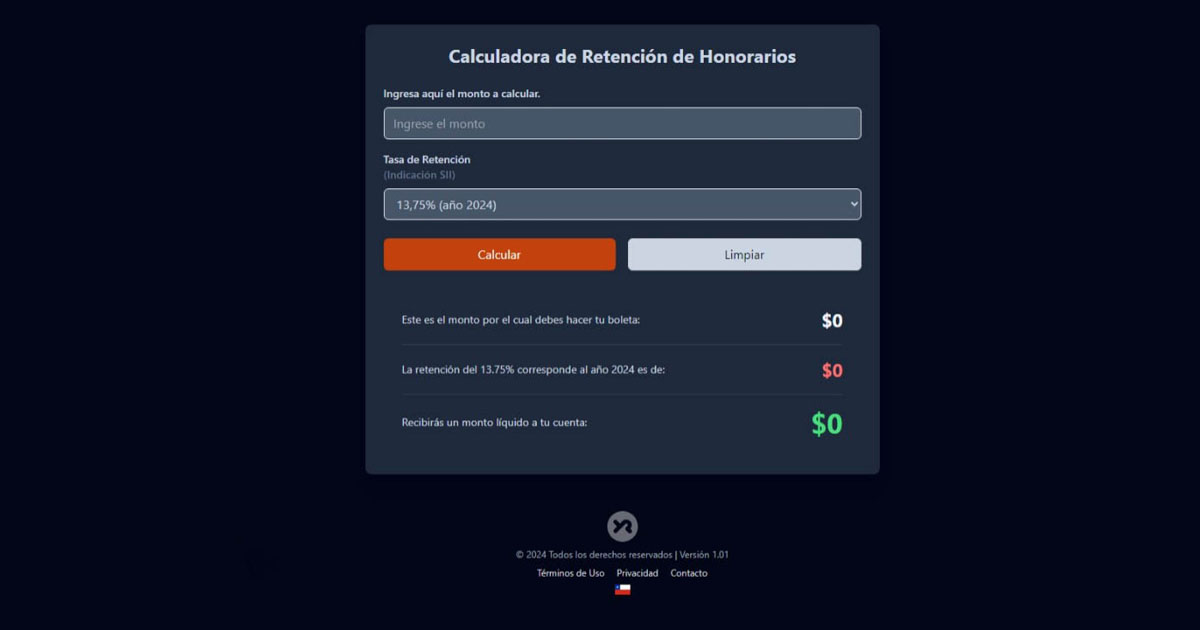 Calculadora de Retención de Honorarios
Ingresa aquí el monto a calcular.
Ingrese el monto
Tasa de Retención
(Indicación SII)
13,75% (año 2024)
Calcular Limpiar
Este es el monto por el cual debes hacer tu boleta: $0
La retención del 13.75% corresponde al año 2024 es de: $0
Recibirás un monto líquido a tu cuenta: $0
© 2024 Todos los derechos reservados | Versión 1.01
Términos de Uso Privacidad Contacto